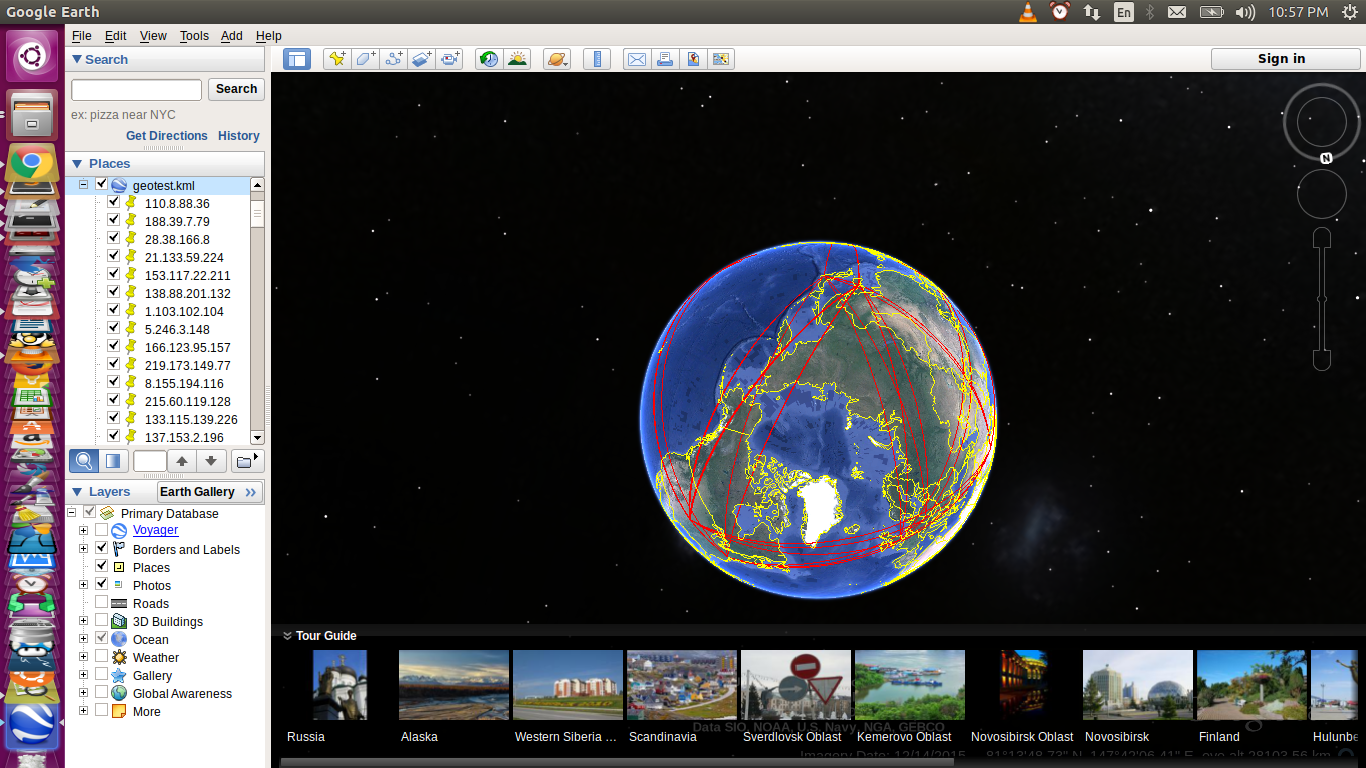 Google Earth
En
10:57 PM
File Edit View Tools Add Help
Search
Search
ex: pizza near NYC
Get Directions History
Places
geotest.kml
110.8.88.36
188.39.7.79
28.38.166.8
21.133.59.224
153.117.22.211
138.88.201.132
1.103.102.104
5.246.3.148
166.123.95.157
219.173.149.77
8.155.194.116
215.60.119.128
133.115.139.226
137.153.2.196
Layers
Earth Gallery >>
Primary Database
Voyager
Borders and Labels
Places
Photos
Roads
3D Buildings
Ocean
Weather
Gallery
Global Awareness
More
Sign in
N
Tour Guide
Data SIO, NOAA, U.S. Navy, NGA, GEBCO
Russia
Alaska
Western Siberia ...
Scandinavia
Sverdlovsk Oblast
Kemerovo Oblast
Novosibirsk Oblast
Novosibirsk
Finland
Hulunbe
Imagery Date: 12/14/2015 81°13'48.73" N 147°42'06.41" E eye alt 28103.56 km